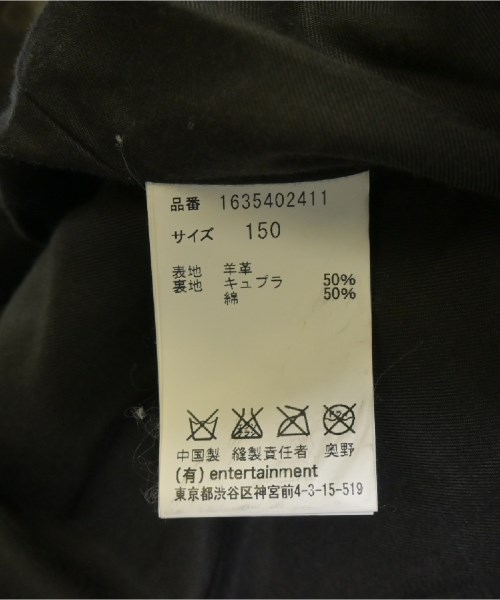 品番 1635402411
サイズ 150
表地 羊革
裏地 キュプラ 50%
綿 50%
中国製 縫製責任者 奥野
(有) entertainment
東京都渋谷区神宮前4-3-15-519